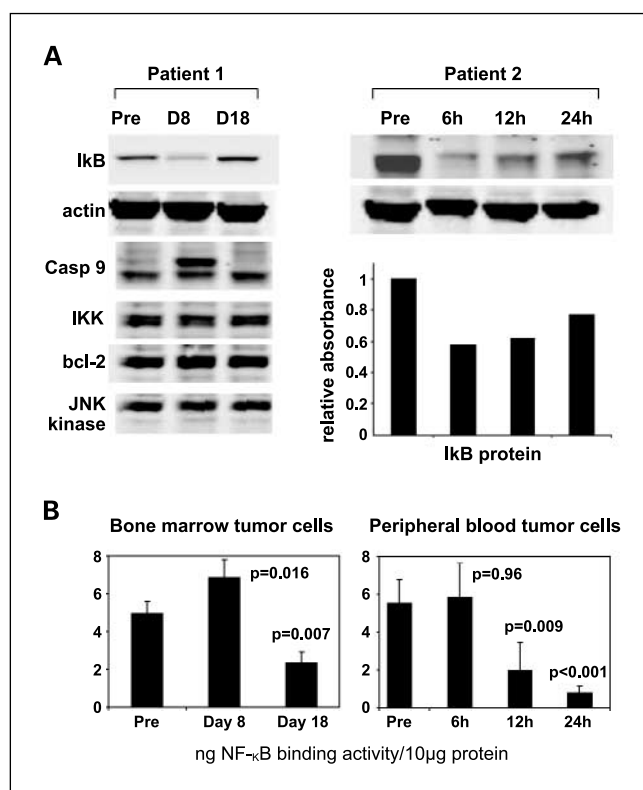 A
Patient 1
Patient 2
Pre D8 D18
Pre 6h 12h 24h
IkB
actin
Casp 9
IKK
bcl-2
JNK
kinase
relative absorbance
1
0.8
0.6
0.4
0.2
0
IkB protein
B
Bone marrow tumor cells
Peripheral blood tumor cells
8
6
4
2
0
p=0.016
p=0.007
Pre Day 8 Day 18
8
6
4
2
0
p=0.96
p=0.009
p<0.001
Pre 6h 12h 24h
ng NF-κB binding activity/10µg protein